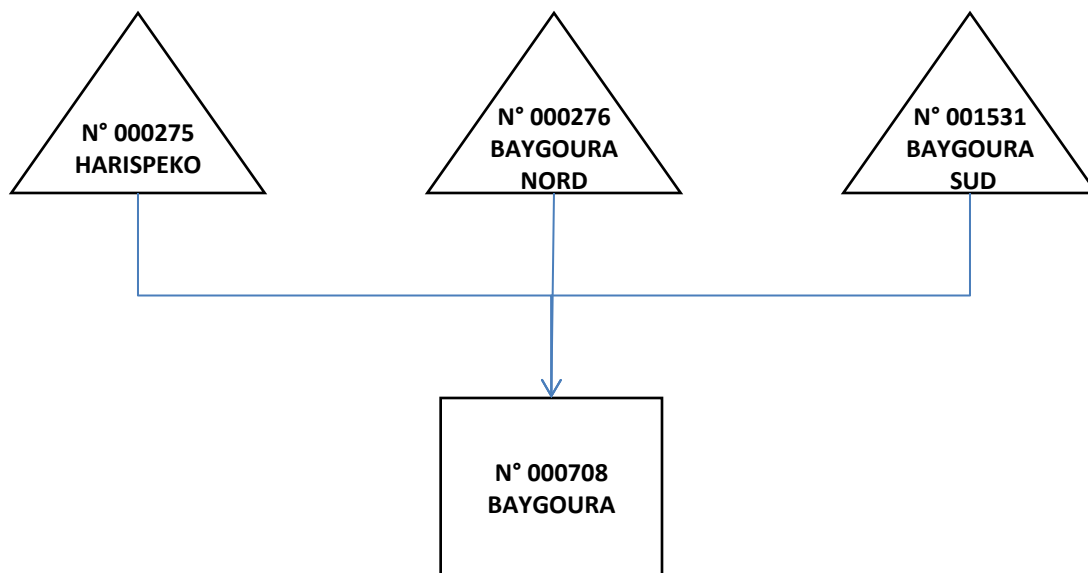 N° 000275
HARISPEKO
N° 000276
BAYGOURA
NORD
N° 001531
BAYGOURA
SUD
N° 000708
BAYGOURA